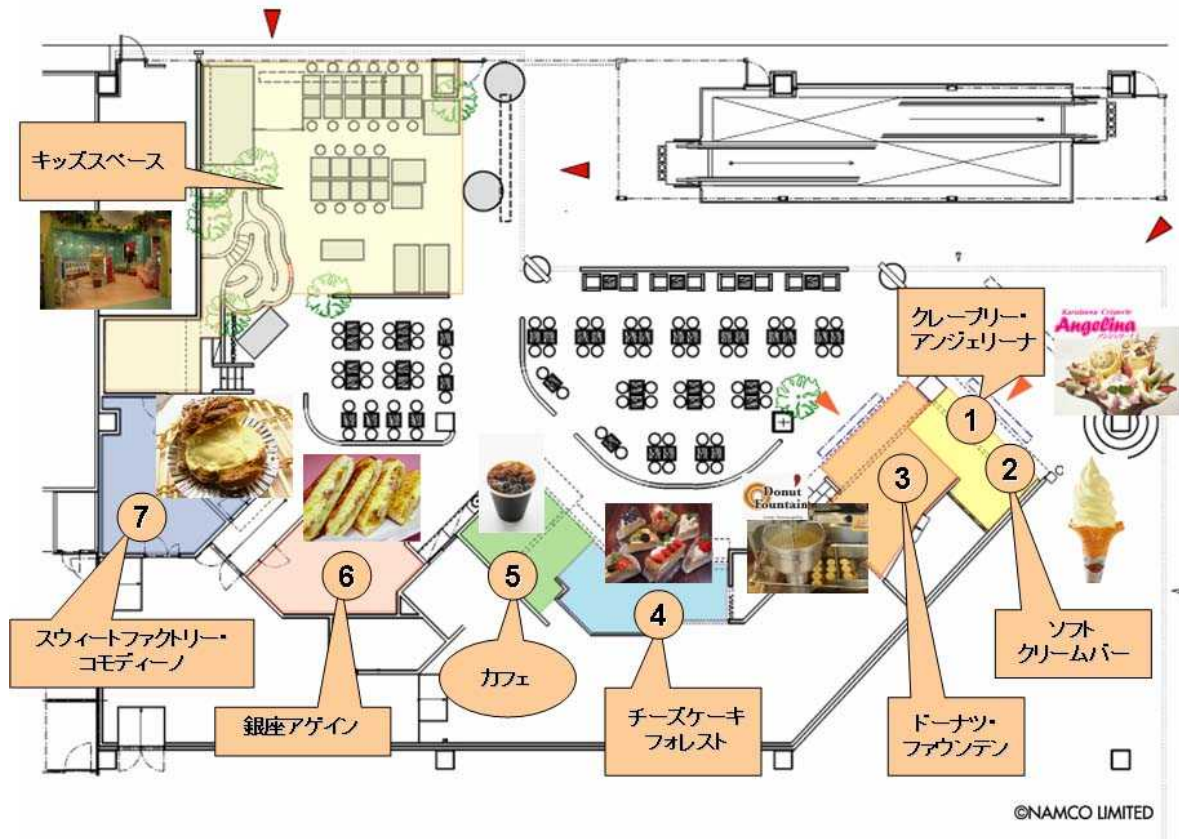 キッズスペース
クレープリー・
アンジェリーナ
Angelina
1
2
3
Donut
Fountain
4
5
6
7
スウィートファクトリー・
コモディーノ
銀座アゲイン
カフェ
チーズケーキ
フォレスト
ドーナツ・
ファウンテン
ソフト
クリームバー
©NAMCO LIMITED